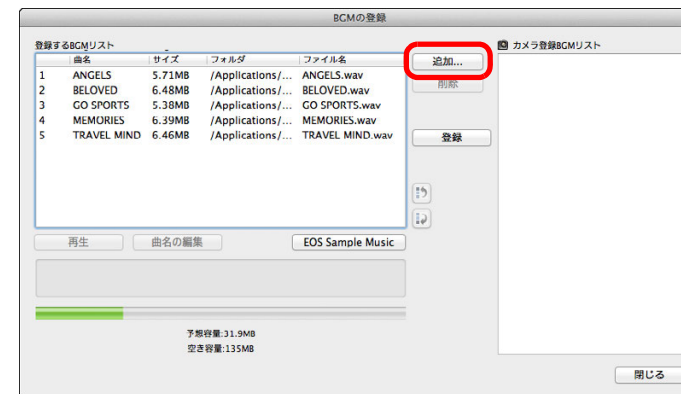 BGMの登録
登録するBGMリスト
カメラ登録BGMリスト
曲名 サイズ フォルダ ファイル名
1 ANGELS 5.71MB /Applications/... ANGELS.wav
2 BELOVED 6.48MB /Applications/... BELOVED.wav
3 GO SPORTS 5.38MB /Applications/... GO SPORTS.wav
4 MEMORIES 6.39MB /Applications/... MEMORIES.wav
5 TRAVEL MIND 6.46MB /Applications/... TRAVEL MIND.wav
追加...
削除
登録
再生 曲名の編集 EOS Sample Music
予想容量:31.9MB
空き容量:135MB
閉じる